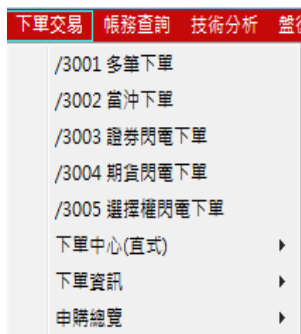 下單交易 帳務查詢 技術分析 盤
/3001 多筆下單
/3002 當沖下單
/3003 證券閃電下單
/3004 期貨閃電下單
/3005 選擇權閃電下單
下單中心(直式)
下單資訊
申購總覽